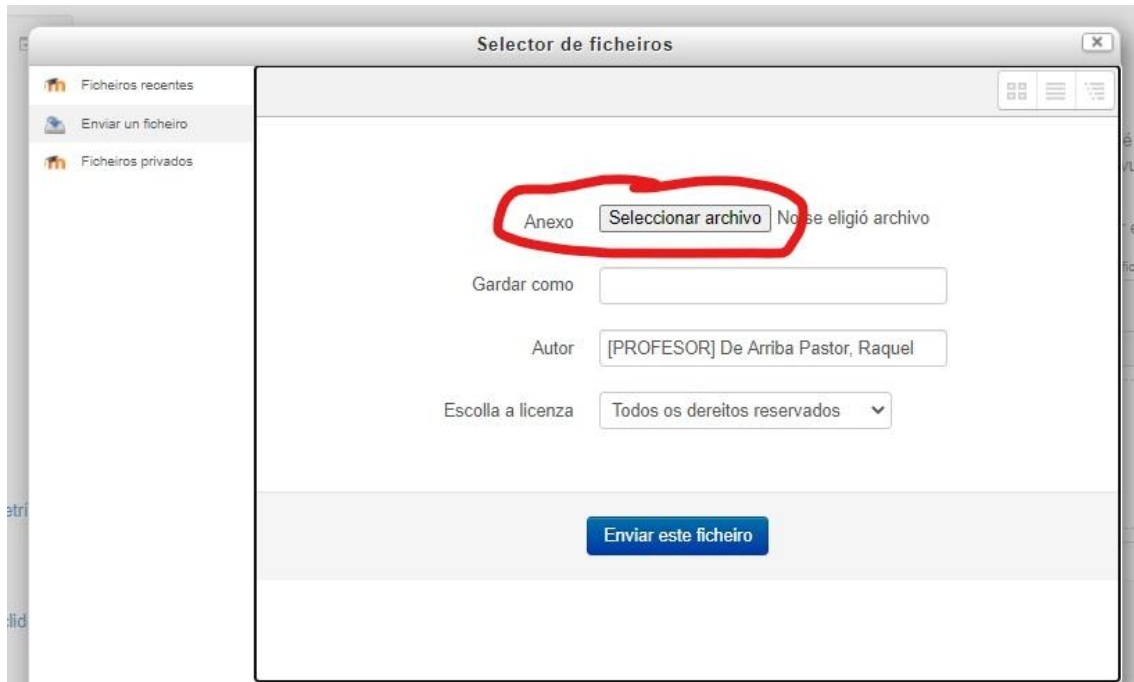 Selector de ficheiros
Ficheiros recentes
Enviar un ficheiro
Ficheiros privados
Anexo Seleccionar archivo No se eligió archivo
Gardar como
Autor [PROFESOR] De Arriba Pastor, Raquel
Escolla a licenza Todos os dereitos reservados
Enviar este ficheiro